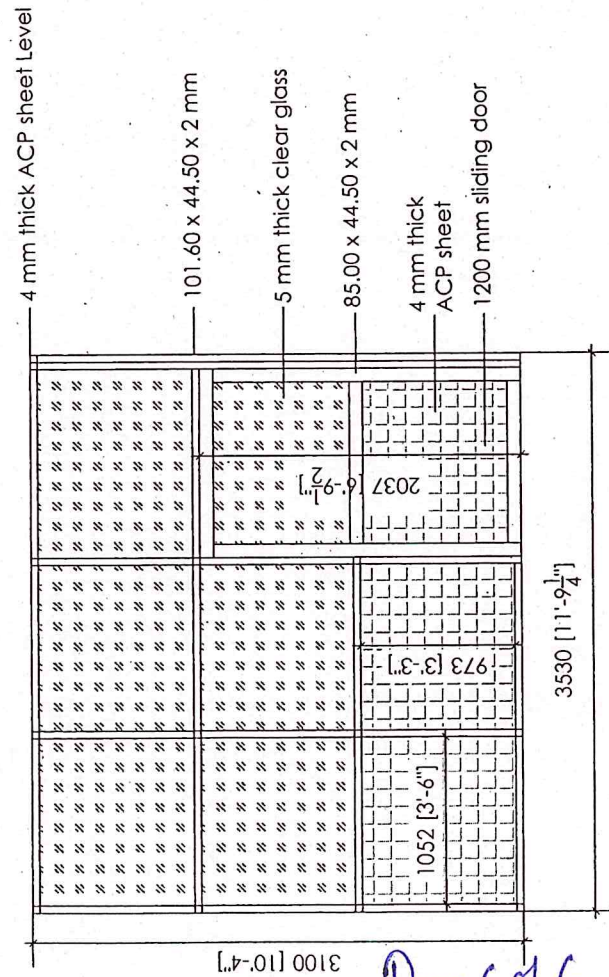 4 mm thick ACP sheet Level
101.60 x 44.50 x 2 mm
5 mm thick clear glass
85.00 x 44.50 x 2 mm
4 mm thick
ACP sheet
1200 mm sliding door
2037 [6'-9½"]
973 [3'-3"]
1052 [3'-6"]
3530 [11'-9¼"]
3100 [10'-4"]